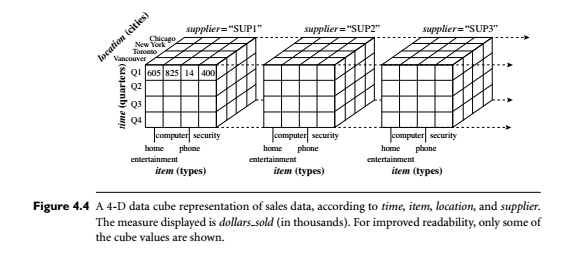 supplier = “SUP1” supplier = “SUP2” supplier = “SUP3”
location (cities)
Chicago
New York
Toronto
Vancouver
time (quarters)
Q1 605 825 14 400
Q2
Q3
Q4
computer security computer security computer security
home phone home phone home phone
entertainment entertainment entertainment
item (types) item (types) item (types)
Figure 4.4 A 4-D data cube representation of sales data, according to time, item, location, and supplier.
The measure displayed is dollars_sold (in thousands). For improved readability, only some of
the cube values are shown.